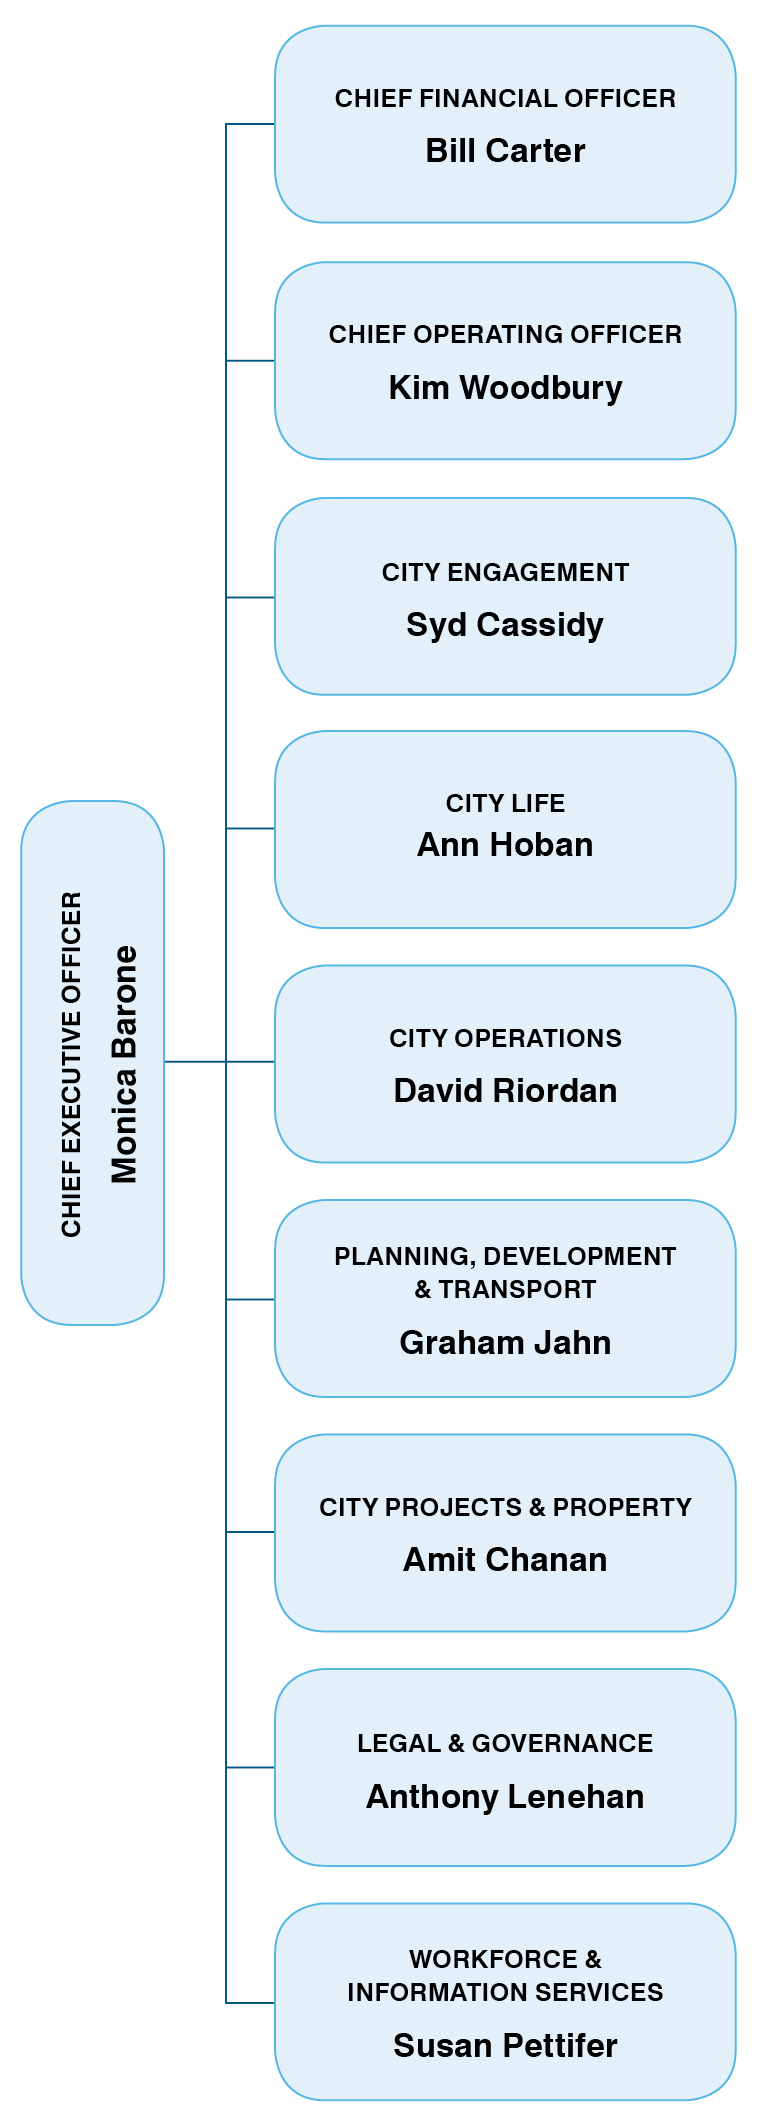 CHIEF EXECUTIVE OFFICER
Monica Barone
CHIEF FINANCIAL OFFICER
Bill Carter
CHIEF OPERATING OFFICER
Kim Woodbury
CITY ENGAGEMENT
Syd Cassidy
CITY LIFE
Ann Hoban
CITY OPERATIONS
David Riordan
PLANNING, DEVELOPMENT
& TRANSPORT
Graham Jahn
CITY PROJECTS & PROPERTY
Amit Chanan
LEGAL & GOVERNANCE
Anthony Lenehan
WORKFORCE &
INFORMATION SERVICES
Susan Pettifer